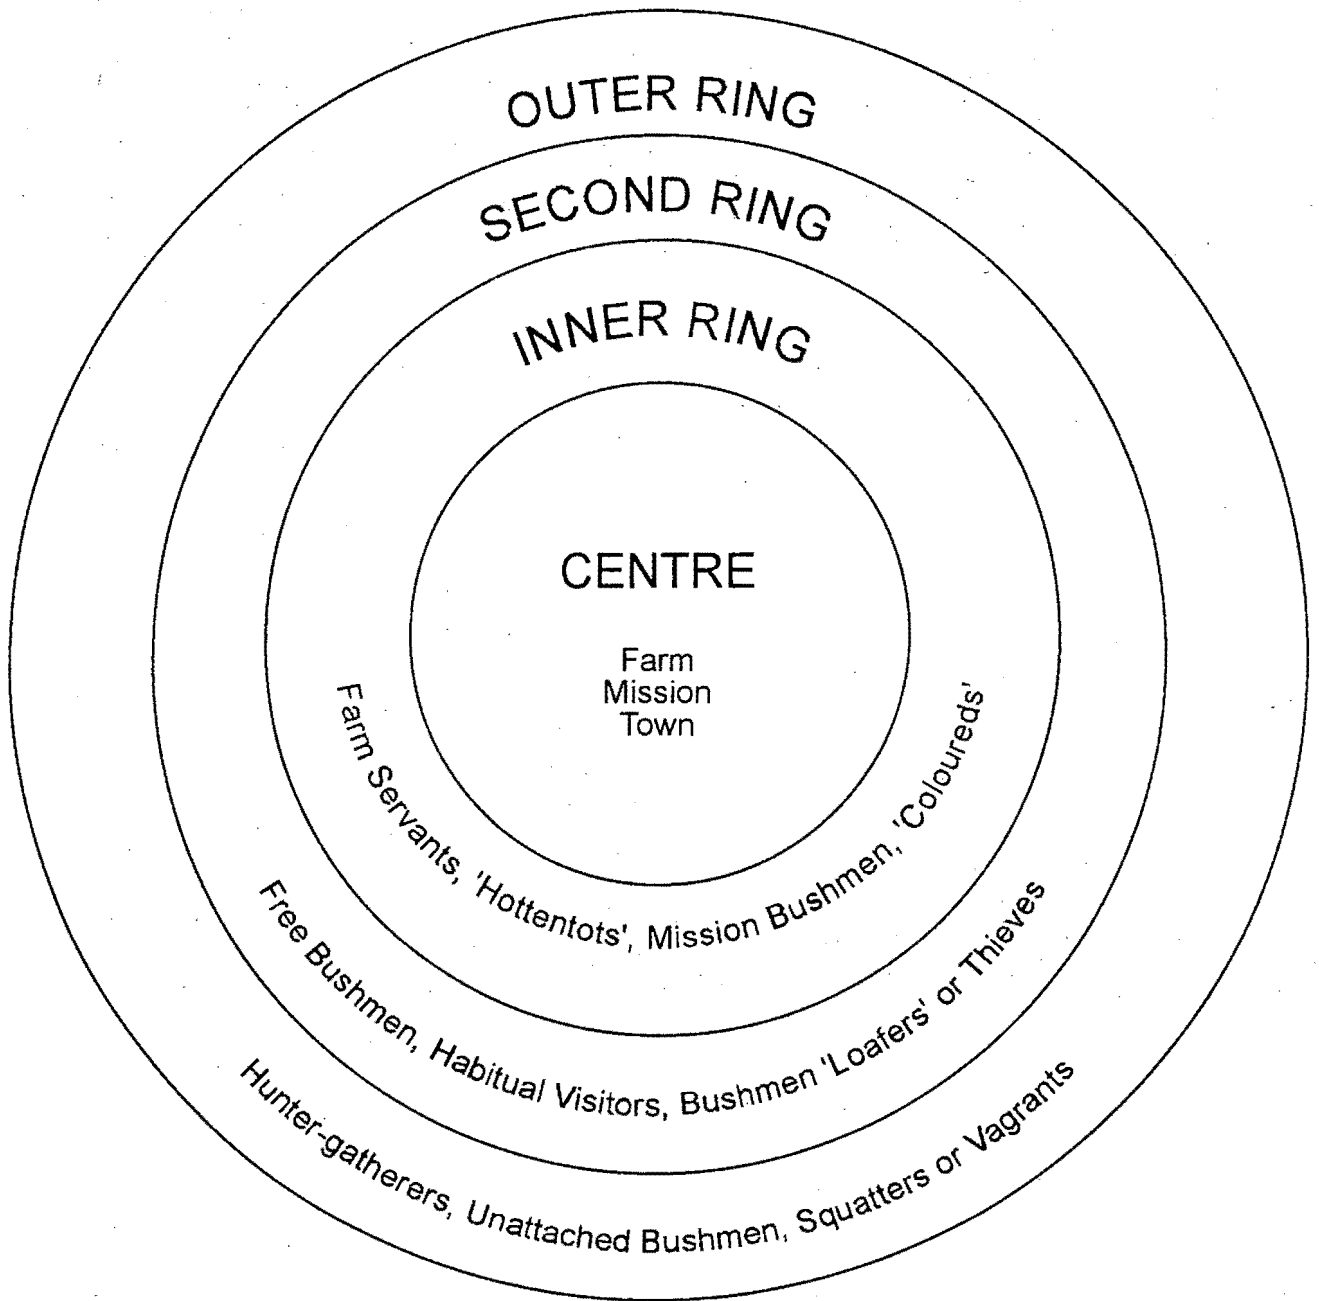 OUTER RING
SECOND RING
INNER RING
CENTRE
Farm
Mission
Town
Farm Servants, 'Hottentots', Mission Bushmen, 'Coloureds'
Free Bushmen, Habitual Visitors, Bushmen 'Loafers' or Thieves
Hunter-gatherers, Unattached Bushmen, Squatters or Vagrants